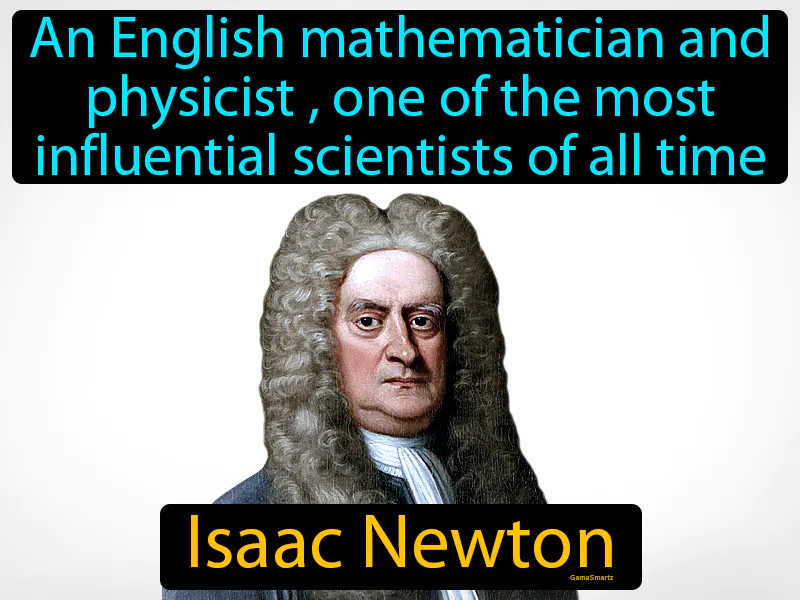 An English mathematician and
physicist , one of the most
influential scientists of all time
Isaac Newton
GameSmartz